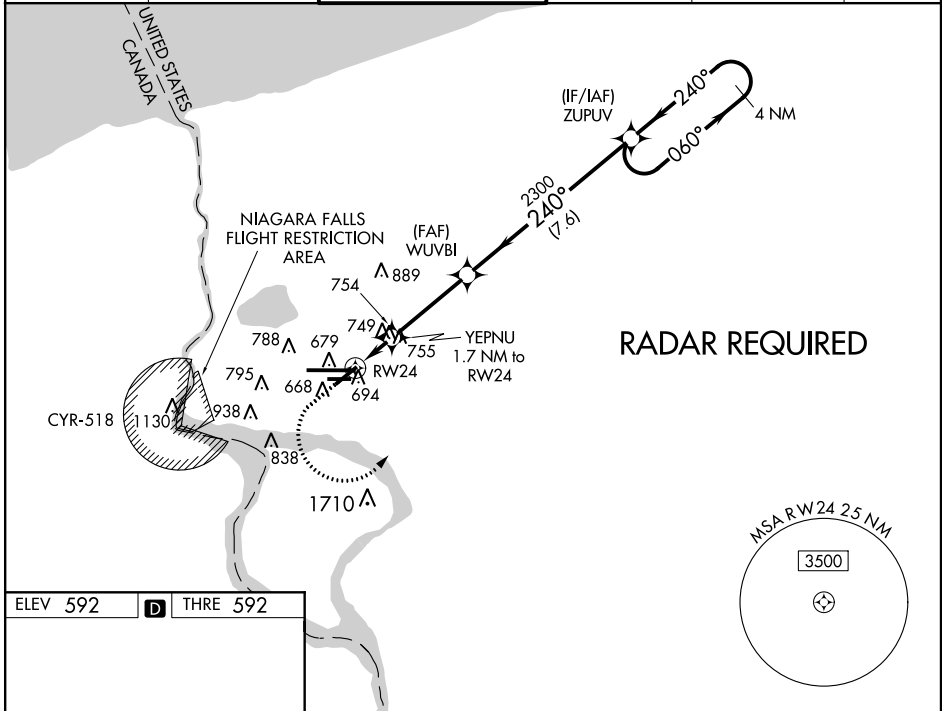 UNITED STATES
CANADA
240°
(IF/IAF)
ZUPUV
4 NM
060°
2300
240°
(7.6)
NIAGARA FALLS
FLIGHT RESTRICTION
AREA
(FAF)
WUVBI
889
754
749
788
679
755
YEPNU
1.7 NM to
RW24
RADAR REQUIRED
RW24
795
668
694
CYR-518
1130
938
838
1710
MSA RW24 25 NM
3500
ELEV 592
D
THRE 592